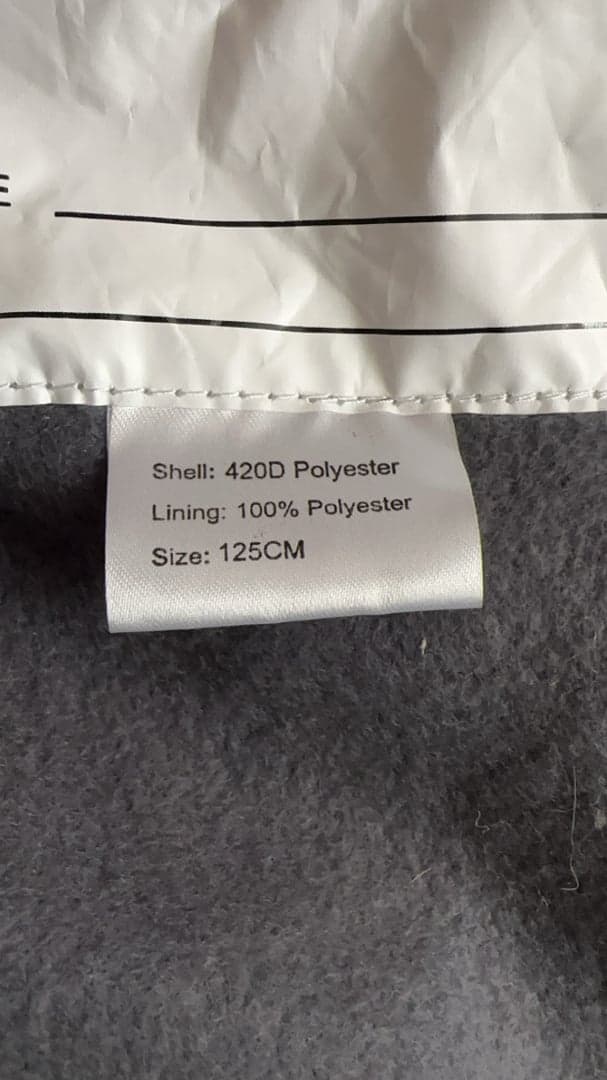 E
Shell: 420D Polyester
Lining: 100% Polyester
Size: 125CM